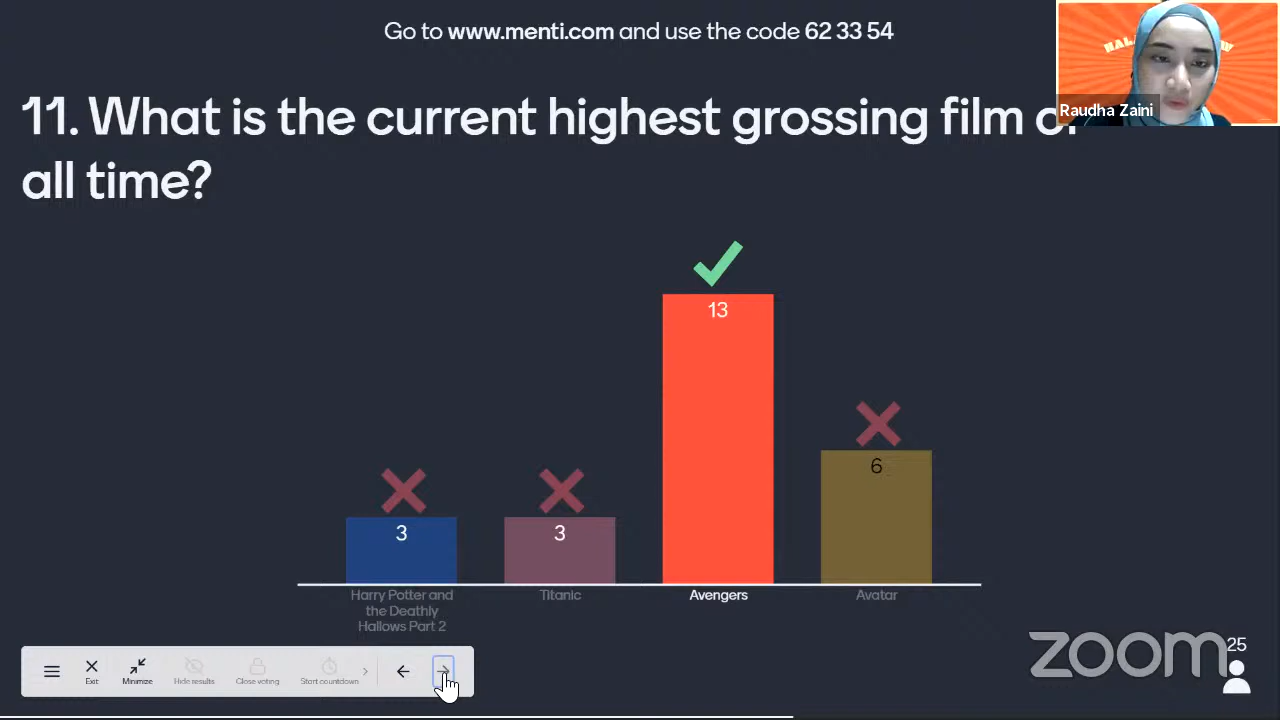 Go to www.menti.com and use the code 62 33 54
Raudha Zaini
11. What is the current highest grossing film of
all time?
13
6
3
3
Harry Potter and
the Deathly
Hallows Part 2
Titanic
Avengers
Avatar
Exit
Minimize
Hide results
Close voting
Start countdown
zoom
25